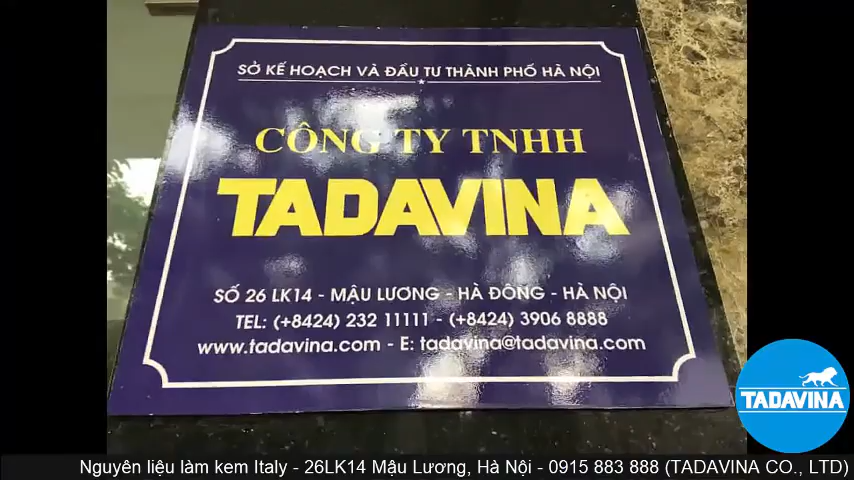 SỞ KẾ HOẠCH VÀ ĐẦU TƯ THÀNH PHỐ HÀ NỘI
CÔNG TY TNHH
TADAVINA
SỐ 26 LK14 - MẬU LƯƠNG - HÀ ĐÔNG - HÀ NỘI
TEL: (+8424) 232 11111 - (+8424) 3906 8888
www.tadavina.com - E: tadavina@tadavina.com
TADAVINA
Nguyên liệu làm kem Italy - 26LK14 Mậu Lương, Hà Nội - 0915 883 888 (TADAVINA CO., LTD)